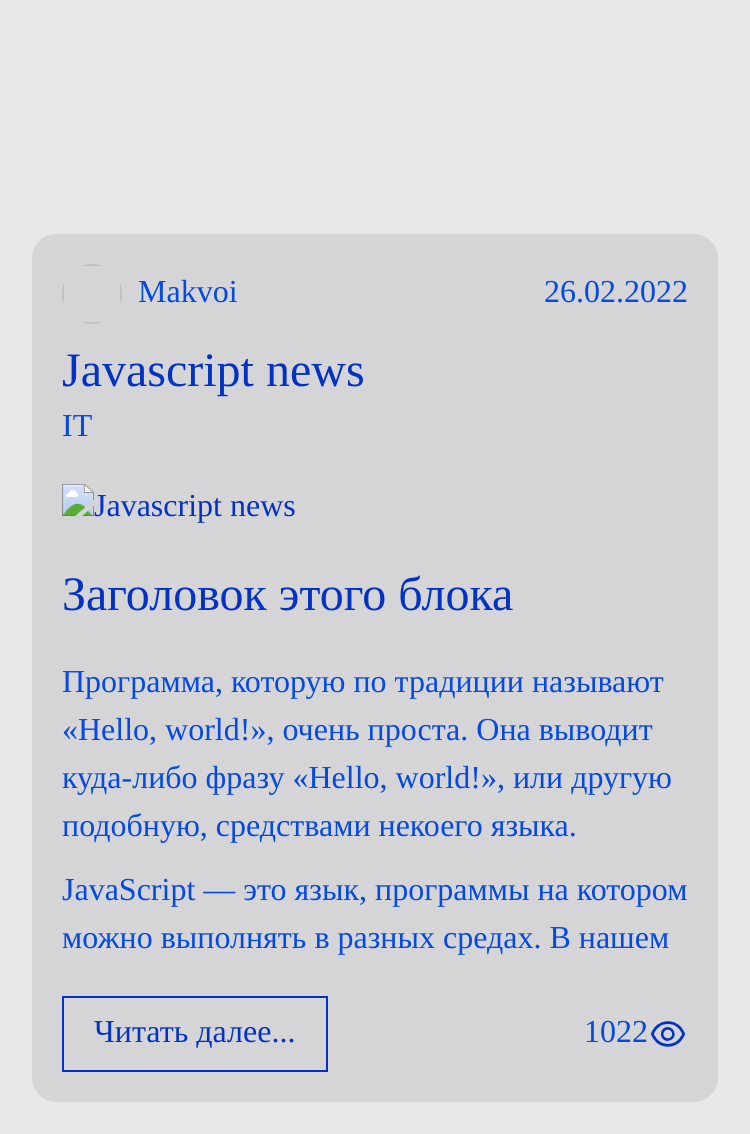 Makvoi 26.02.2022
Javascript news
IT
Javascript news
Заголовок этого блока
Программа, которую по традиции называют
«Hello, world!», очень проста. Она выводит
куда-либо фразу «Hello, world!», или другую
подобную, средствами некоего языка.
JavaScript — это язык, программы на котором
можно выполнять в разных средах. В нашем
Читать далее...
1022